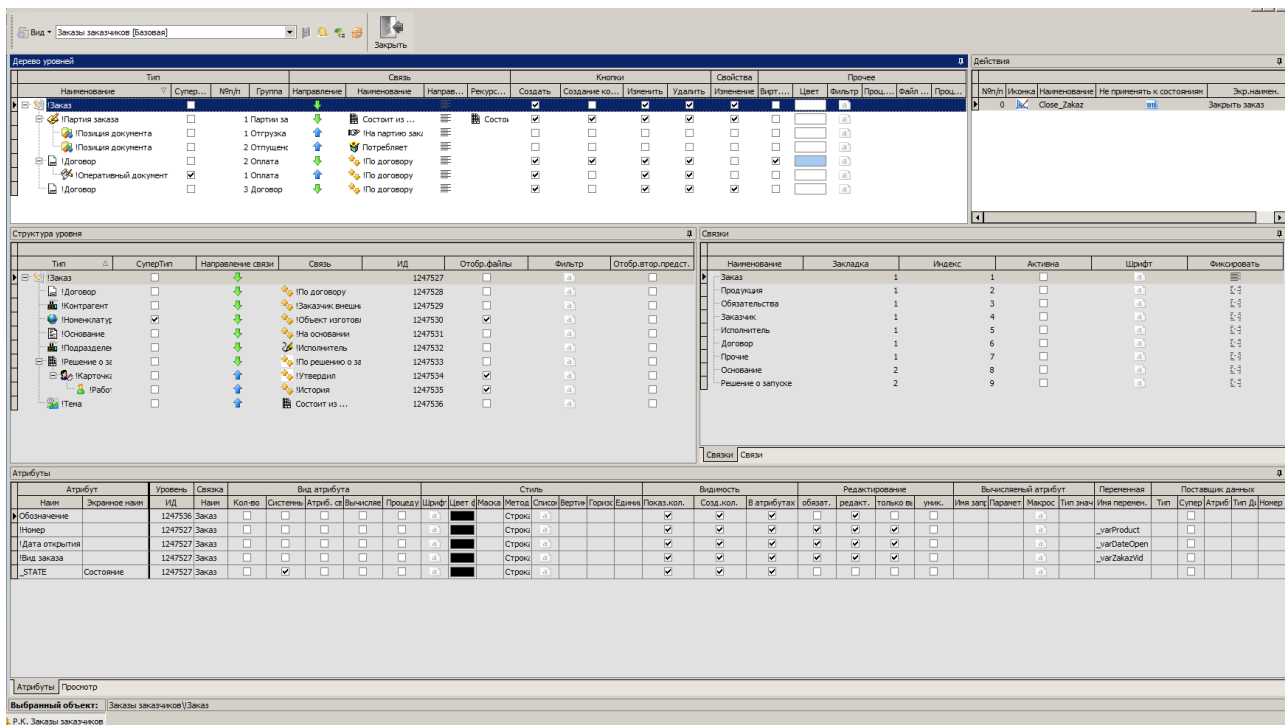 Вид Заказы заказчиков [Базовая]
Закрыть
Дерево уровней
Тип Связь Кнопки Свойства Прочее
Наименование Супер... №п/п Группа Направление Наименование Направ... Рекурс... Создать Создание ко... Изменить Удалить Изменение Вирт.... Цвет Фильтр Проц.... Файл ... Проц...
!Заказ
!Партия заказа 1 Партии за Состоит из ... Состои
!Позиция документа 1 Отгрузка !На партию зака
!Позиция документа 2 Отпущенс Потребляет
!Договор 2 Оплата !По договору
!Оперативный документ 1 Оплата !По договору
!Договор 3 Договор !По договору
Действия
№п/п Иконка Наименование Не применять к состояниям Экр.наимен.
0 Close_Zakaz Закрыть заказ
Структура уровня
Тип СуперТип Направление связи Связь ИД Отобр.файлы Фильтр Отобр.втор.предст.
!Заказ 1247527
!Договор !По договору 1247528
!Контрагент !Заказчик внешн 1247529
!Номенклатур !Объект изготовл 1247530
!Основание !На основании 1247531
!Подразделен !Исполнитель 1247532
!Решение о за !По решению о за 1247533
!Карточка !Утвердил 1247534
!Работ !История 1247535
!Тема Состоит из ... 1247536
Связки
Наименование Закладка Индекс Активна Шрифт Фиксировать
Заказ 1 1
Продукция 1 2
Обязательства 1 3
Заказчик 1 4
Исполнитель 1 5
Договор 1 6
Прочие 1 7
Основание 2 8
Решение о запуске 2 9
Связки Связи
Атрибуты
Атрибут Уровень Связка Вид атрибута Стиль Видимость Редактирование Вычисляемый атрибут Переменная Поставщик данных
Наим Экранное наим ИД Наим Кол-во Системны Атриб. св Вычисляе Процеду Шрифт Цвет ф Маска Метод Список Вертик Горизс Единиц Показ.кол. Созд.кол. В атрибутах обязат. редакт. только вы уник. Имя запр Парамет Макрос Тип знач Имя перемен. Тип Супер Атриб Тип Да Номер
Обозначение 1247536 Заказ Строка
!Номер 1247527 Заказ Строка _varProduct
!Дата открытия 1247527 Заказ Строка _varDateOpen
!Вид заказа 1247527 Заказ Строка _varZakazVid
_STATE Состояние 1247527 Заказ Строка
Атрибуты Просмотр
Выбранный объект: Заказы заказчиков\!Заказ
Р.К. Заказы заказчиков